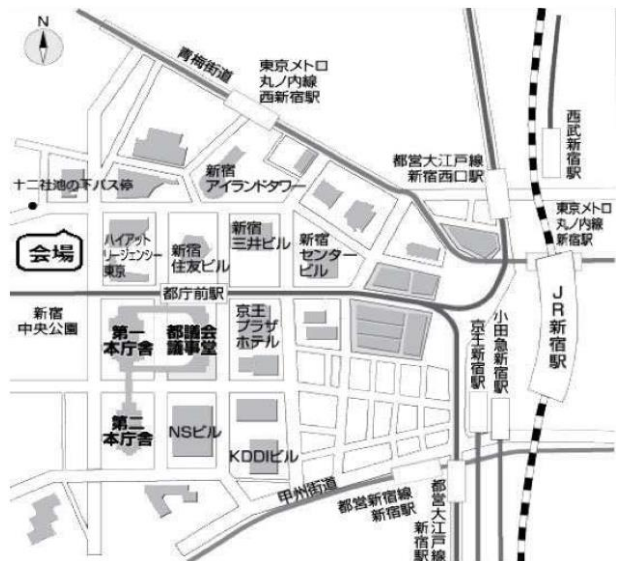 N
青梅街道
東京メトロ
丸ノ内線
西新宿駅
西武新宿駅
都営大江戸線
新宿西口駅
新宿
アイランドタワー
十二社池の下バス停
東京メトロ
丸ノ内線
新宿駅
会場
ハイアット
リージェンシー
東京
新宿
住友ビル
新宿
三井ビル
新宿
センター
ビル
都庁前駅
JR新宿駅
小田急新宿駅
京王新宿駅
新宿
中央公園
第一
本庁舎
都議会
議事堂
京王
プラザ
ホテル
第二
本庁舎
NSビル
KDDIビル
甲州街道
都営新宿線
新宿駅
都営大江戸線
新宿駅